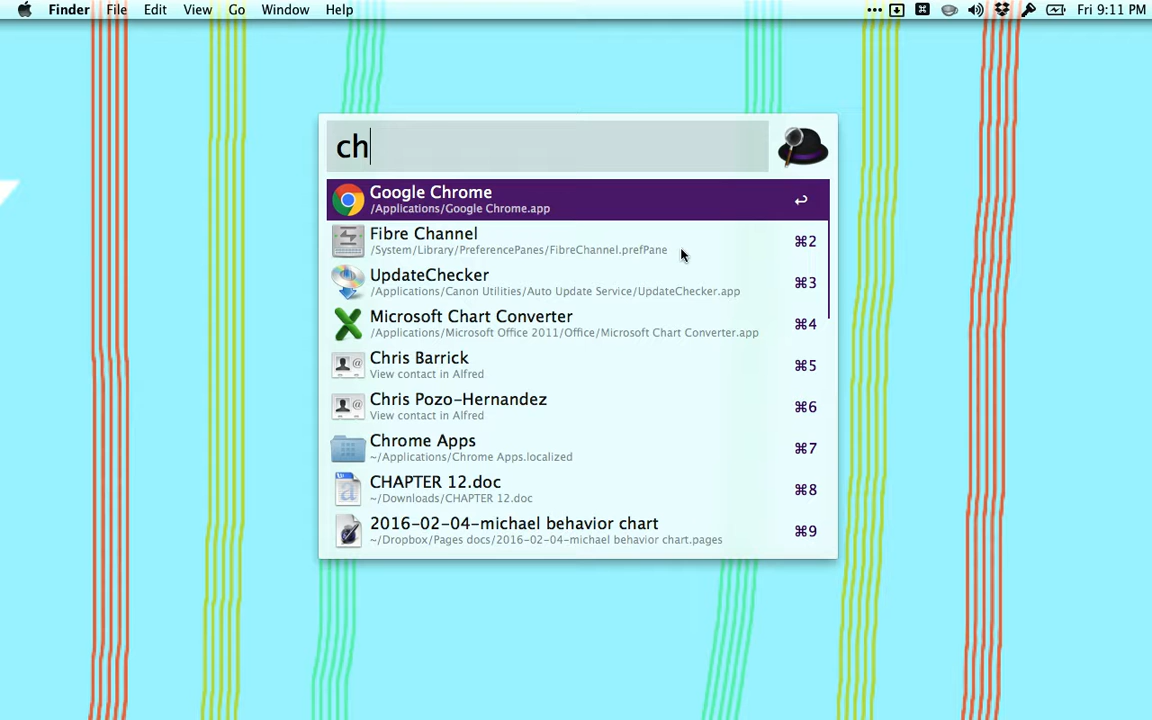 Finder File Edit View Go Window Help Fri 9:11 PM
ch
Google Chrome
/Applications/Google Chrome.app
Fibre Channel
/System/Library/PreferencePanes/FibreChannel.prefPane
⌘2
UpdateChecker
/Applications/Canon Utilities/Auto Update Service/UpdateChecker.app
⌘3
Microsoft Chart Converter
/Applications/Microsoft Office 2011/Office/Microsoft Chart Converter.app
⌘4
Chris Barrick
View contact in Alfred
⌘5
Chris Pozo-Hernandez
View contact in Alfred
⌘6
Chrome Apps
~/Applications/Chrome Apps.localized
⌘7
CHAPTER 12.doc
~/Downloads/CHAPTER 12.doc
⌘8
2016-02-04-michael behavior chart
~/Dropbox/Pages docs/2016-02-04-michael behavior chart.pages
⌘9